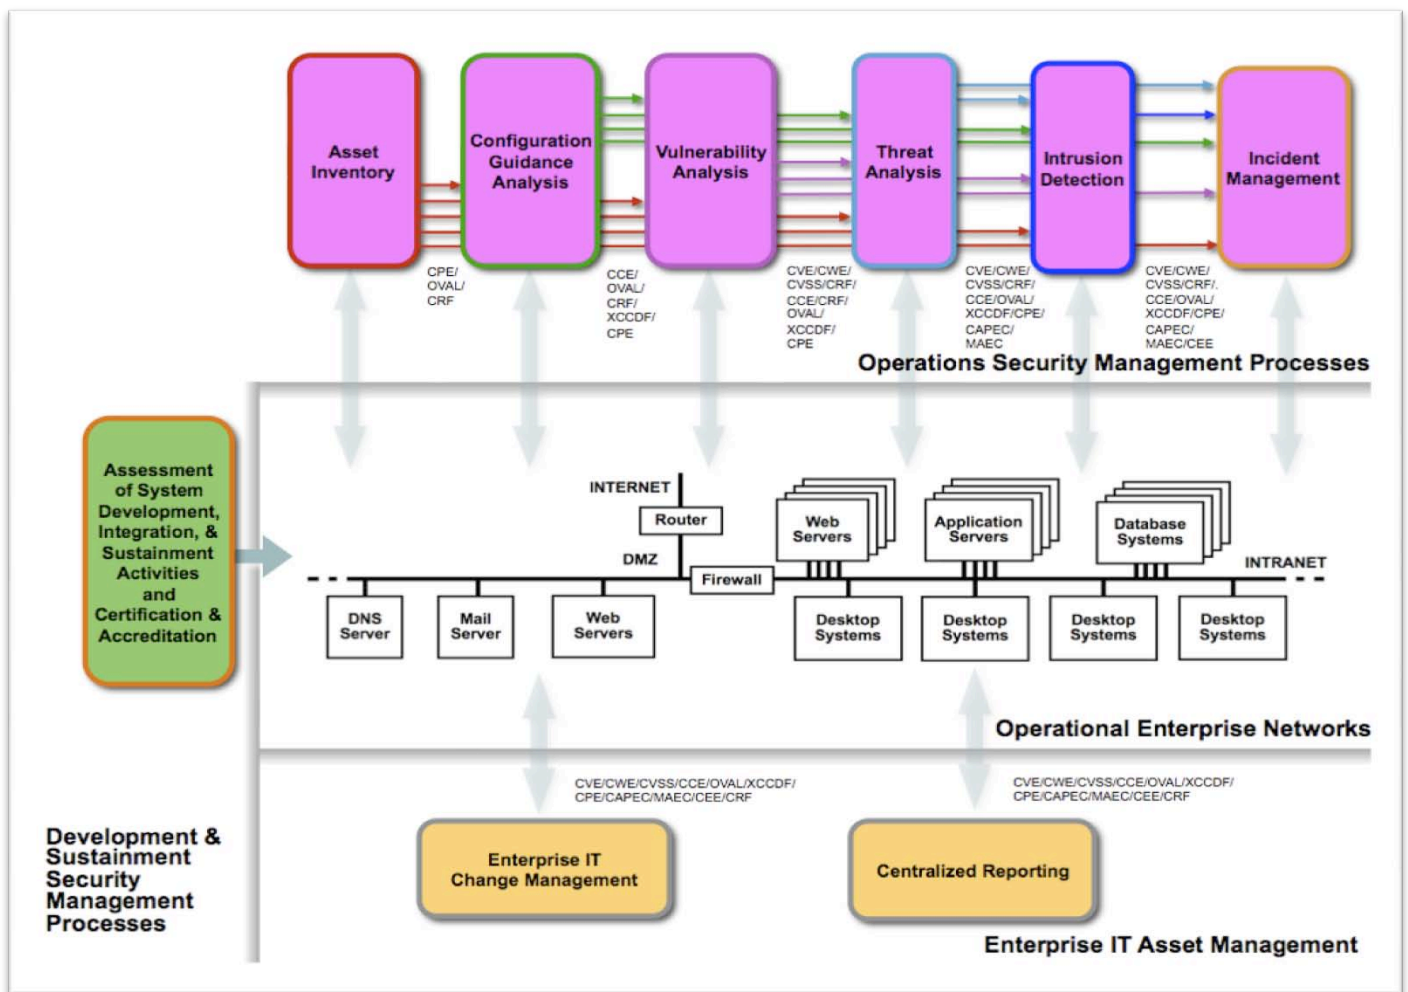 Asset
Inventory
Configuration
Guidance
Analysis
Vulnerability
Analysis
Threat
Analysis
Intrusion
Detection
Incident
Management
CPE/
OVAL/
CRF
CCE/
OVAL/
CRF/
XCCDF/
CPE
CVE/CWE/
CVSS/CRF/
CCE/CRF/
OVAL/
XCCDF/
CPE
CVE/CWE/
CVSS/CRF/
CCE/OVAL/
XCCDF/CPE/
CAPEC/
MAEC
CVE/CWE/
CVSS/CRF/.
CCE/OVAL/
XCCDF/CPE/
CAPEC/
MAEC/CEE
Operations Security Management Processes
Assessment
of System
Development,
Integration, &
Sustainment
Activities
and
Certification &
Accreditation
INTERNET
Router
DMZ
Firewall
Web
Servers
Application
Servers
Database
Systems
INTRANET
DNS
Server
Mail
Server
Web
Servers
Desktop
Systems
Desktop
Systems
Desktop
Systems
Desktop
Systems
Operational Enterprise Networks
CVE/CWE/CVSS/CCE/OVAL/XCCDF/
CPE/CAPEC/MAEC/CEE/CRF
CVE/CWE/CVSS/CCE/OVAL/XCCDF/
CPE/CAPEC/MAEC/CEE/CRF
Enterprise IT
Change Management
Centralized Reporting
Development &
Sustainment
Security
Management
Processes
Enterprise IT Asset Management